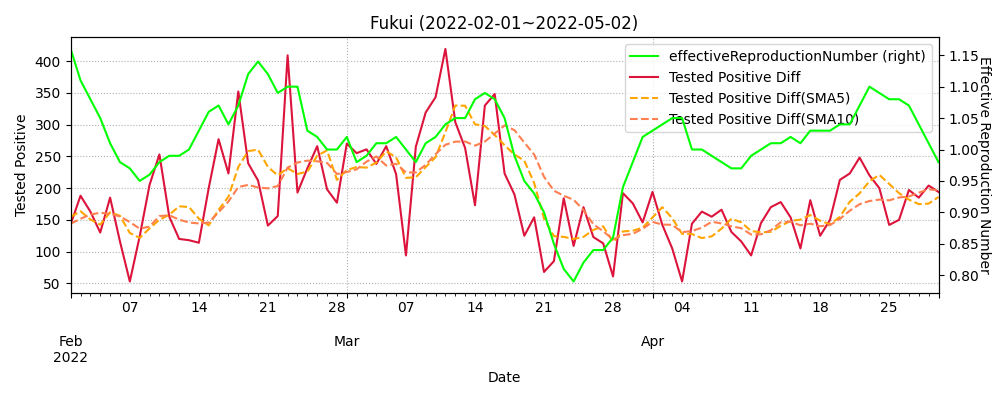 Fukui (2022-02-01~2022-05-02)
effectiveReproductionNumber (right)
Tested Positive Diff
Tested Positive Diff(SMA5)
Tested Positive Diff(SMA10)
Tested Positive
400
350
300
250
200
150
100
50
1.15
1.10
1.05
1.00
0.95
0.90
0.85
0.80
Effective Reproduction Number
07 14 21 28 07 14 21 28 04 11 18 25
Feb Mar Apr
2022
Date